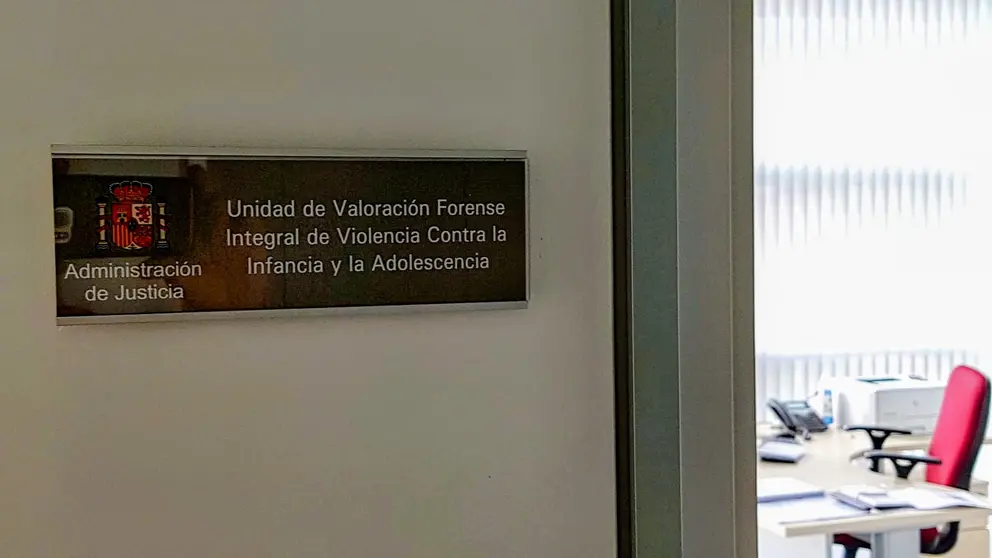 Administración
de Justicia
Unidad de Valoración Forense
Integral de Violencia Contra la
Infancia y la Adolescencia